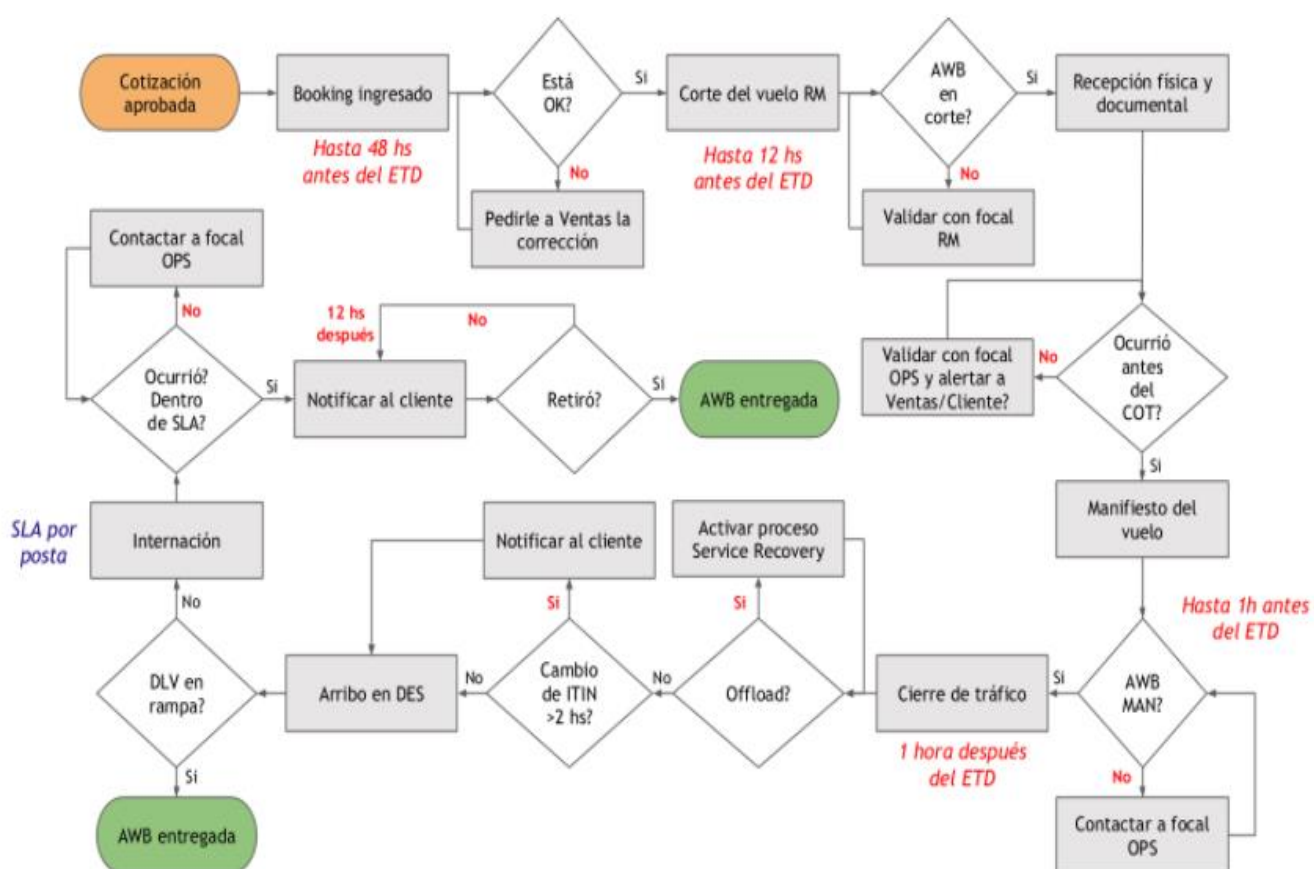 Cotización
aprobada
Booking ingresado
Hasta 48 hs
antes del ETD
Está
OK?
Si
No
Pedirle a Ventas la
corrección
Corte del vuelo RM
Hasta 12 hs
antes del ETD
AWB
en
corte?
Si
No
Validar con focal
RM
Recepción física y
documental
Ocurrió
antes
del
COT?
No
Validar con focal
OPS y alertar a
Ventas/Cliente?
Si
Manifiesto del
vuelo
Hasta 1h antes
del ETD
AWB
MAN?
No
Contactar a focal
OPS
Si
Cierre de tráfico
1 hora después
del ETD
Offload?
Si
Activar proceso
Service Recovery
No
Cambio
de ITIN
>2 hs?
Si
Notificar al cliente
No
Arribo en DES
DLV en
rampa?
Si
AWB entregada
No
Internación
SLA por
posta
Ocurrió?
Dentro
de SLA?
No
Contactar a focal
OPS
Si
Notificar al cliente
12 hs
después
No
Retiró?
Si
AWB entregada